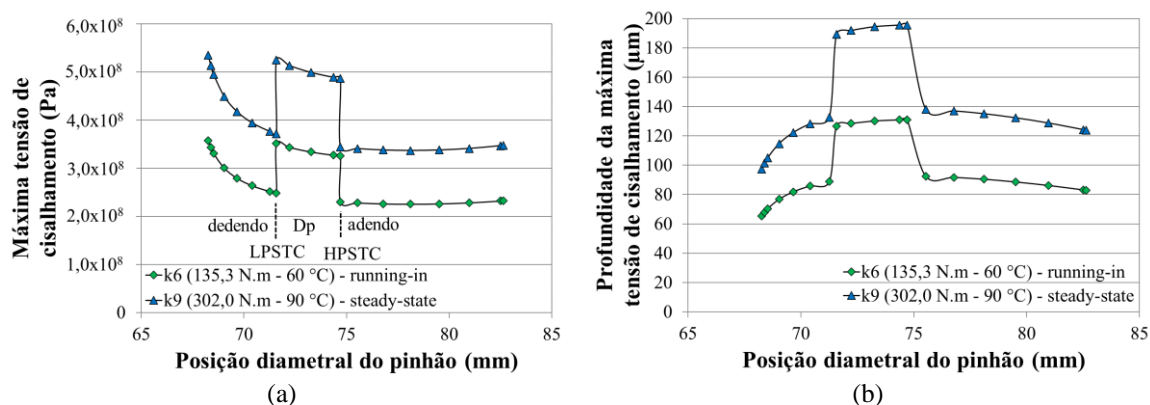 Máxima tensão de
cisalhamento (Pa)
6,0x10⁸
5,0x10⁸
4,0x10⁸
3,0x10⁸
2,0x10⁸
1,0x10⁸
0
dedendo
Dp
adendo
LPSTC
HPSTC
k6 (135,3 N.m - 60 °C) - running-in
k9 (302,0 N.m - 90 °C) - steady-state
65 70 75 80 85
Posição diametral do pinhão (mm)
(a)
Profundidade da máxima
tensão de cisalhamento (µm)
200
180
160
140
120
100
80
60
40
20
0
k6 (135,3 N.m - 60 °C) - running-in
k9 (302,0 N.m - 90 °C) - steady-state
65 70 75 80 85
Posição diametral do pinhão (mm)
(b)